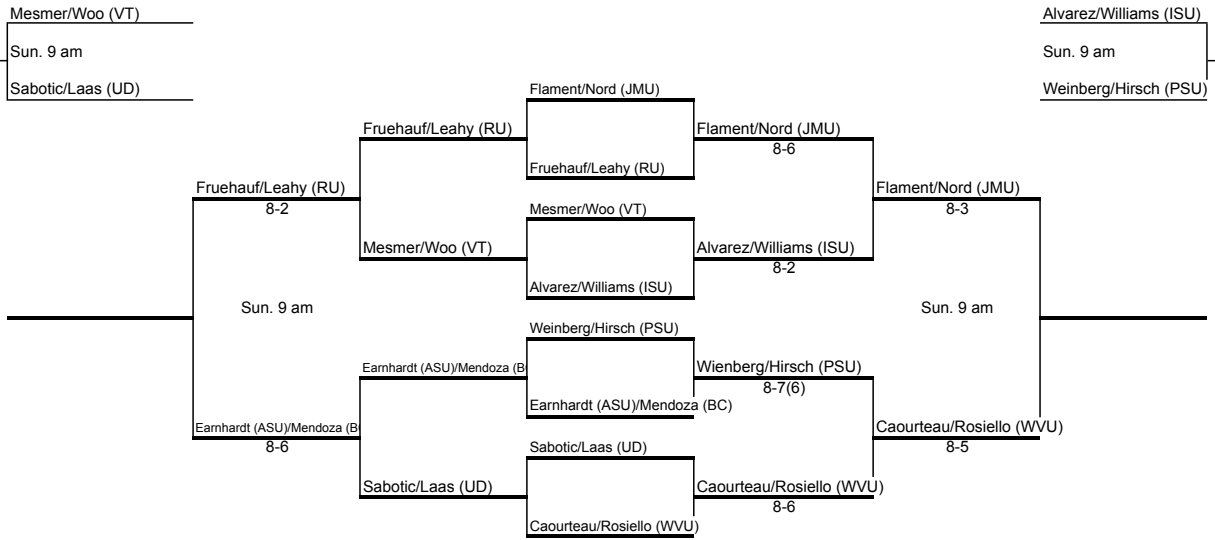 Mesmer/Woo (VT)
Alvarez/Williams (ISU)
Sun. 9 am
Sun. 9 am
Sabotic/Laas (UD)
Flament/Nord (JMU)
Weinberg/Hirsch (PSU)
Fruehauf/Leahy (RU)
Flament/Nord (JMU)
8-6
Fruehauf/Leahy (RU)
Fruehauf/Leahy (RU)
Flament/Nord (JMU)
8-2
8-3
Mesmer/Woo (VT)
Mesmer/Woo (VT)
Alvarez/Williams (ISU)
8-2
Alvarez/Williams (ISU)
Sun. 9 am
Sun. 9 am
Weinberg/Hirsch (PSU)
Earnhardt (ASU)/Mendoza (B
Wienberg/Hirsch (PSU)
8-7(6)
Earnhardt (ASU)/Mendoza (BC)
Earnhardt (ASU)/Mendoza (B
Caourteau/Rosiello (WVU)
8-6
8-5
Sabotic/Laas (UD)
Sabotic/Laas (UD)
Caourteau/Rosiello (WVU)
8-6
Caourteau/Rosiello (WVU)